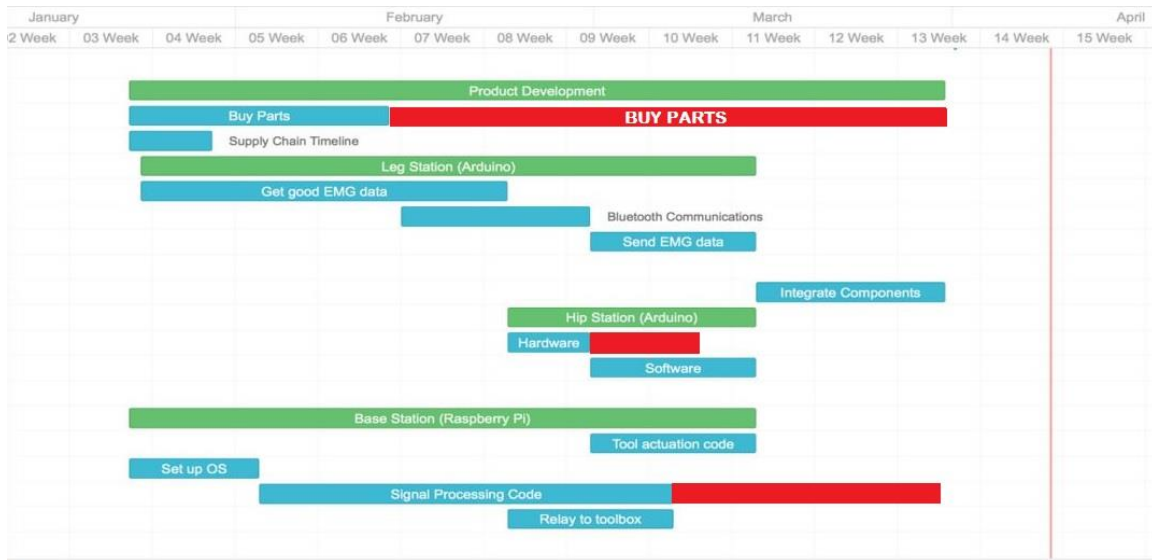 January February March April
02 Week 03 Week 04 Week 05 Week 06 Week 07 Week 08 Week 09 Week 10 Week 11 Week 12 Week 13 Week 14 Week 15 Week
Product Development
Buy Parts BUY PARTS
Supply Chain Timeline
Leg Station (Arduino)
Get good EMG data
Bluetooth Communications
Send EMG data
Integrate Components
Hip Station (Arduino)
Hardware
Software
Base Station (Raspberry Pi)
Tool actuation code
Set up OS
Signal Processing Code
Relay to toolbox